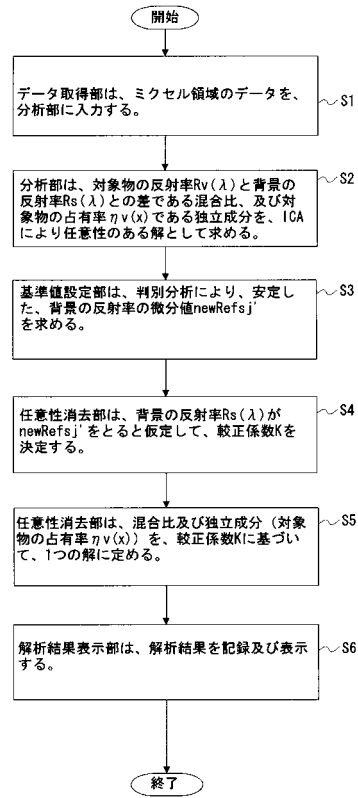 開始
データ取得部は、ミクセル領域のデータを、
分析部に入力する。
S1
分析部は、対象物の反射率Rv(λ)と背景の
反射率Rs(λ)との差である混合比、及び対
象物の占有率ηv(x)である独立成分を、ICA
により任意性のある解として求める。
S2
基準値設定部は、判別分析により、安定し
た、背景の反射率の微分値newRefsj'
を求める。
S3
任意性消去部は、背景の反射率Rs(λ)が
newRefsj'をとると仮定して、較正係数Kを
決定する。
S4
任意性消去部は、混合比及び独立成分(対象
物の占有率ηv(x))を、較正係数Kに基づい
て、1つの解に定める。
S5
解析結果表示部は、解析結果を記録及び表示
する。
S6
終了